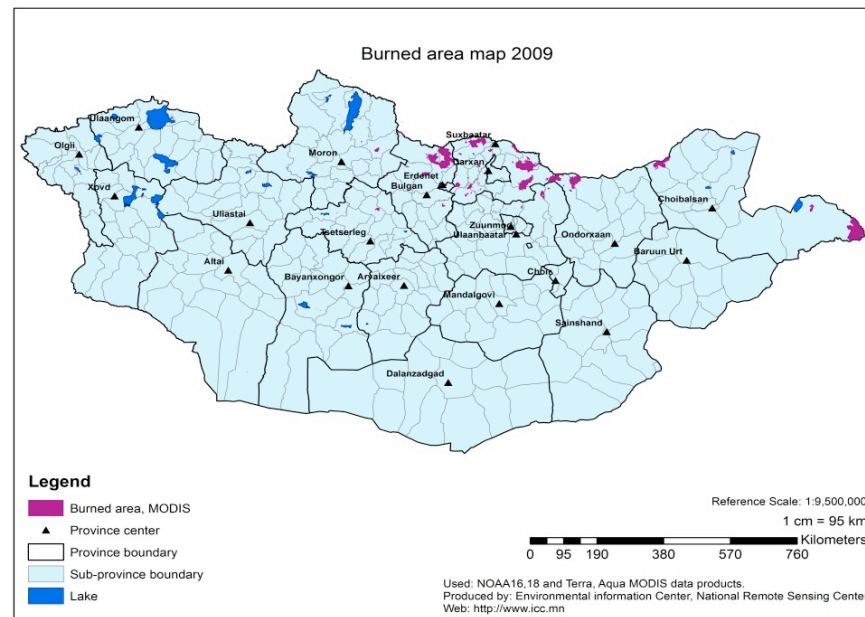 Burned area map 2009
Ulaangom
Suxbaatar
Olgii
Moron
Darxan
Erdenet
Bulgan
Xovd
Uliastai
Choibalsan
Zuunmod
Ulaanbaatar
Tsetserleg
Ondorxaan
Baruun Urt
Altai
Bayanxongor
Arvaixeer
Choir
Mandalgovi
Sainshand
Dalanzadgad
Legend
Burned area, MODIS
Province center
Province boundary
Sub-province boundary
Lake
Reference Scale: 1:9,500,000
1 cm = 95 km
Kilometers
0 95 190 380 570 760
Used: NOAA16,18 and Terra, Aqua MODIS data products.
Produced by: Environmental information Center, National Remote Sensing Center
Web: http://www.icc.mn